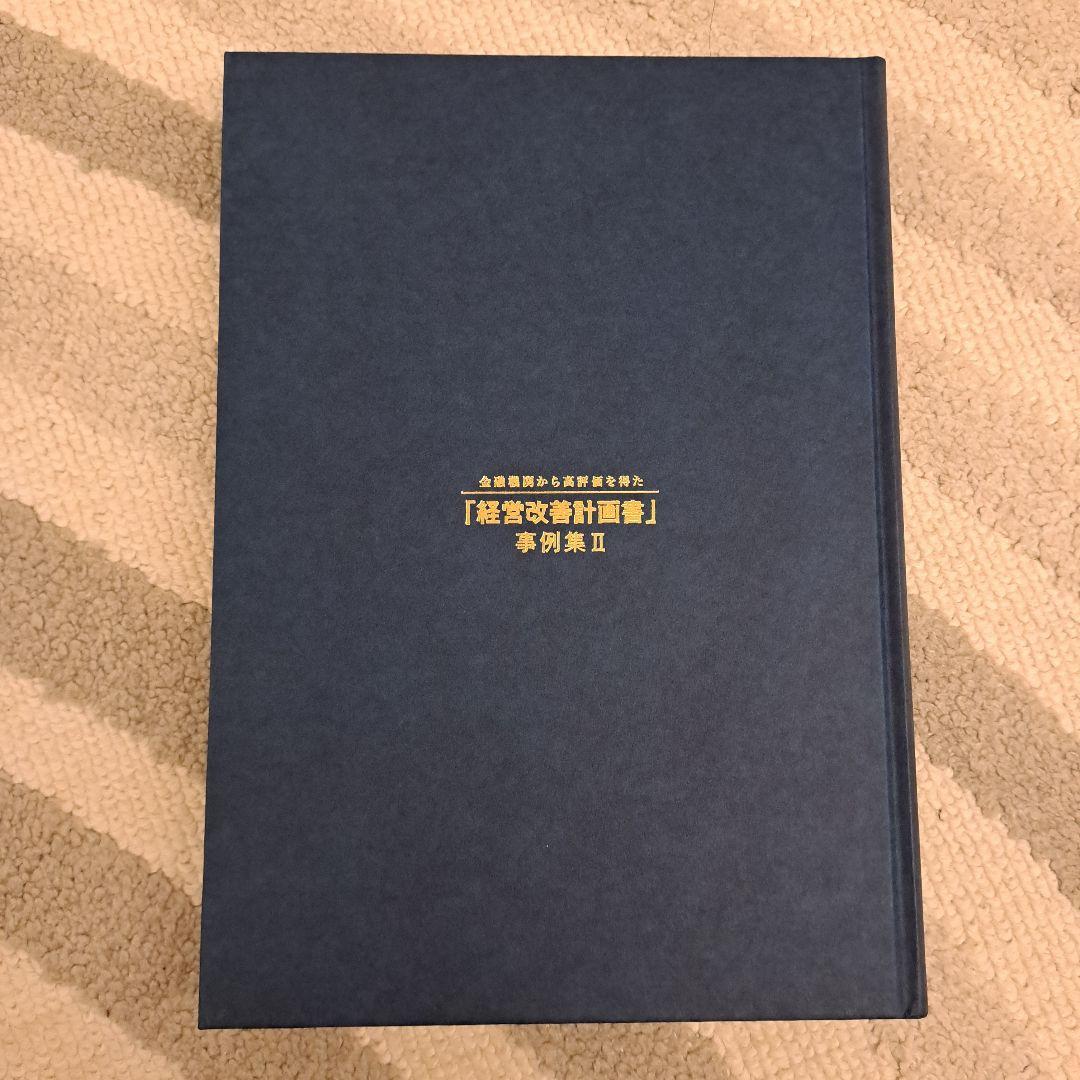 金融機関から高評価を得た
「経営改善計画書」
事例集Ⅱ